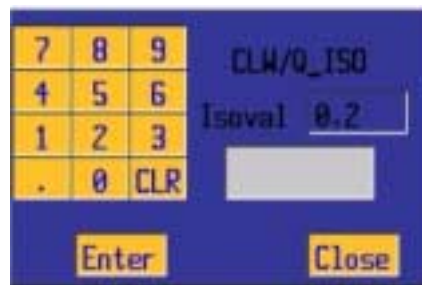 7 8 9
4 5 6
1 2 3
. 0 CLR
CLW/Q_ISO
Isoval 0.2
Enter
Close